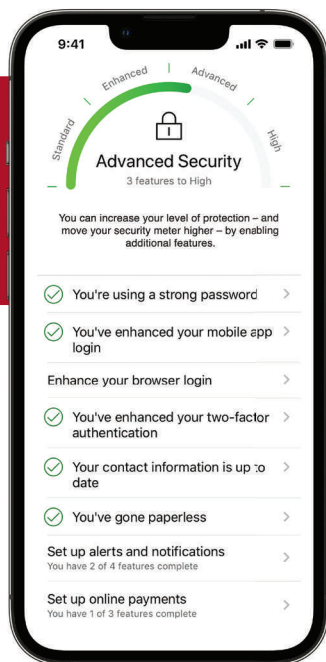 9:41
Standard
Enhanced
Advanced
High
Advanced Security
3 features to High
You can increase your level of protection – and
move your security meter higher – by enabling
additional features.
You're using a strong password
You've enhanced your mobile app
login
Enhance your browser login
You've enhanced your two-factor
authentication
Your contact information is up to
date
You've gone paperless
Set up alerts and notifications
You have 2 of 4 features complete
Set up online payments
You have 1 of 3 features complete